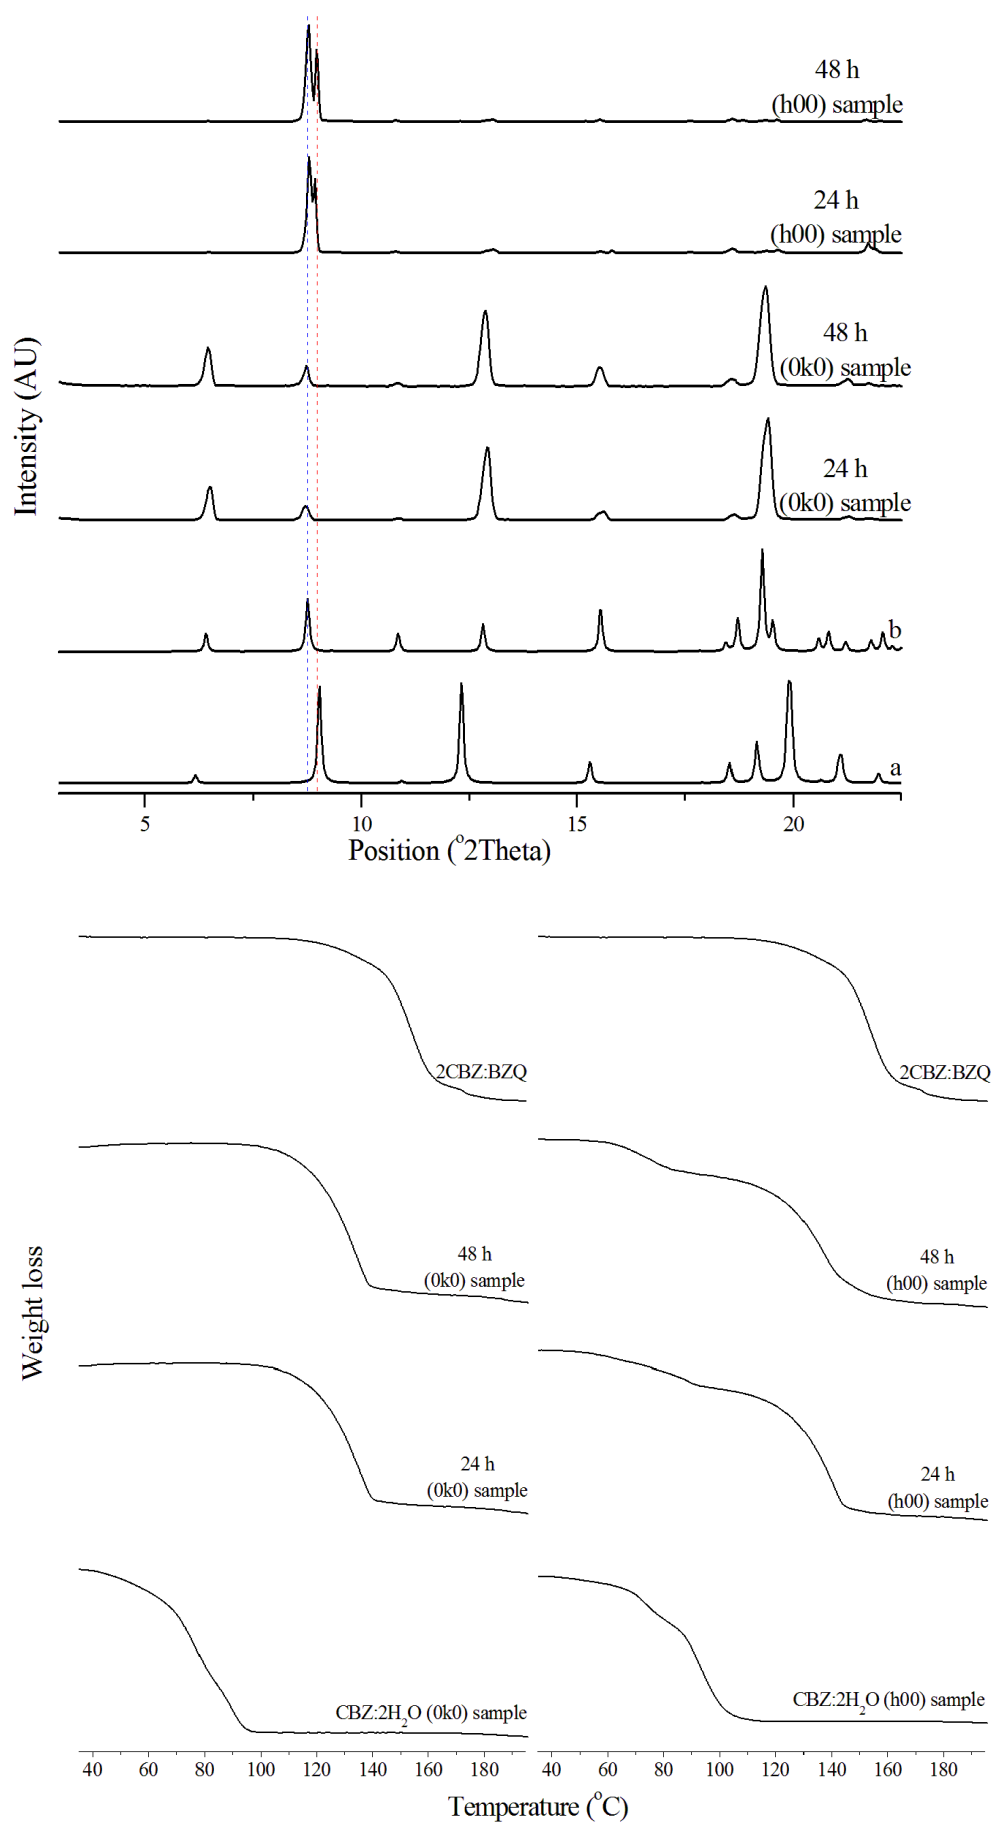 48 h
(h00) sample
24 h
(h00) sample
48 h
(0k0) sample
24 h
(0k0) sample
b
a
Intensity (AU)
5 10 15 20
Position (°2Theta)
2CBZ:BZQ
2CBZ:BZQ
48 h
(0k0) sample
48 h
(h00) sample
24 h
(0k0) sample
24 h
(h00) sample
CBZ:2H₂O (0k0) sample
CBZ:2H₂O (h00) sample
Weight loss
40 60 80 100 120 140 160 180
40 60 80 100 120 140 160 180
Temperature (°C)